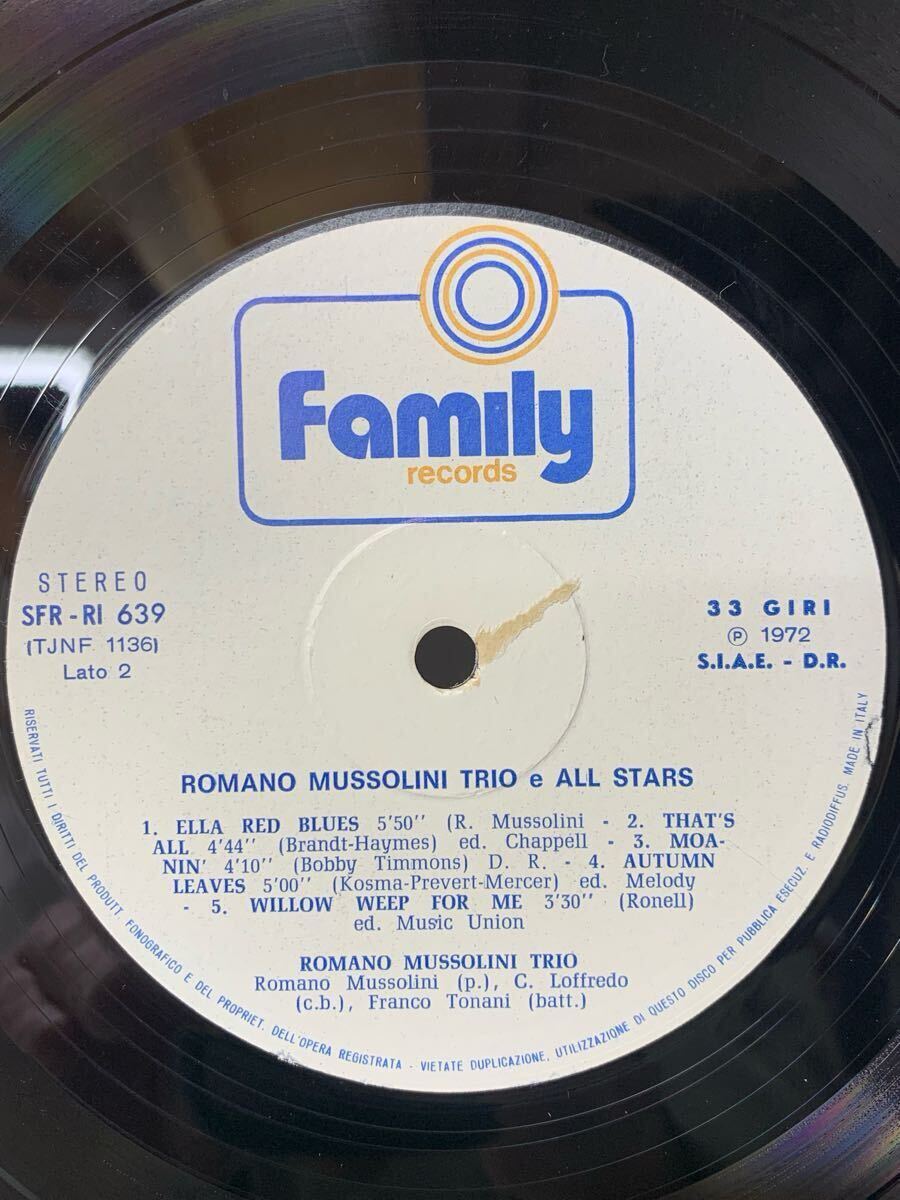 Family
records
STEREO
SFR-RI 639
(TJNF 1136)
Lato 2
33 GIRI
Ⓟ 1972
S.I.A.E. - D.R.
ROMANO MUSSOLINI TRIO e ALL STARS
1. ELLA RED BLUES 5'50'' (R. Mussolini - 2. THAT'S
ALL 4'44'' (Brandt-Haymes) ed. Chappell - 3. MOA-
NIN' 4'10'' (Bobby Timmons) D. R. - 4. AUTUMN
LEAVES 5'00'' (Kosma-Prevert-Mercer) ed. Melody
- 5. WILLOW WEEP FOR ME 3'30'' (Ronell)
ed. Music Union
ROMANO MUSSOLINI TRIO
Romano Mussolini (p.), C. Loffredo
(c.b.), Franco Tonani (batt.)
RISERVATI TUTTI I DIRITTI DEL PRODUTT. FONOGRAFICO E DEL PROPRIET. DELL'OPERA REGISTRATA - VIETATE DUPLICAZIONE, UTILIZZAZIONE DI QUESTO DISCO PER PUBBLICA ESECUZ. E RADIODIFFUS. MADE IN ITALY